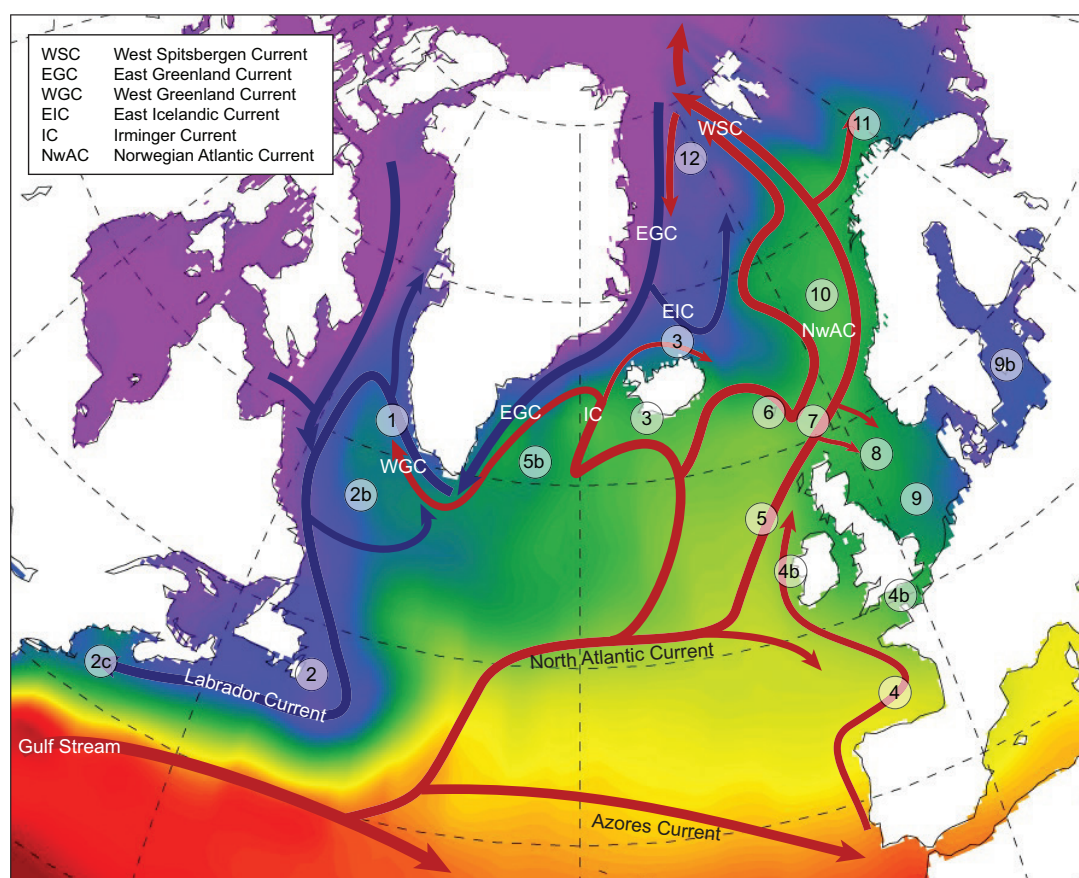 WSC West Spitsbergen Current
EGC East Greenland Current
WGC West Greenland Current
EIC East Icelandic Current
IC Irminger Current
NwAC Norwegian Atlantic Current
WSC
11
12
EGC
10
EIC
NwAC
3
9b
EGC
IC
3
6
7
1
8
WGC
5b
2b
9
5
4b
4b
North Atlantic Current
2c
2
Labrador Current
4
Gulf Stream
Azores Current